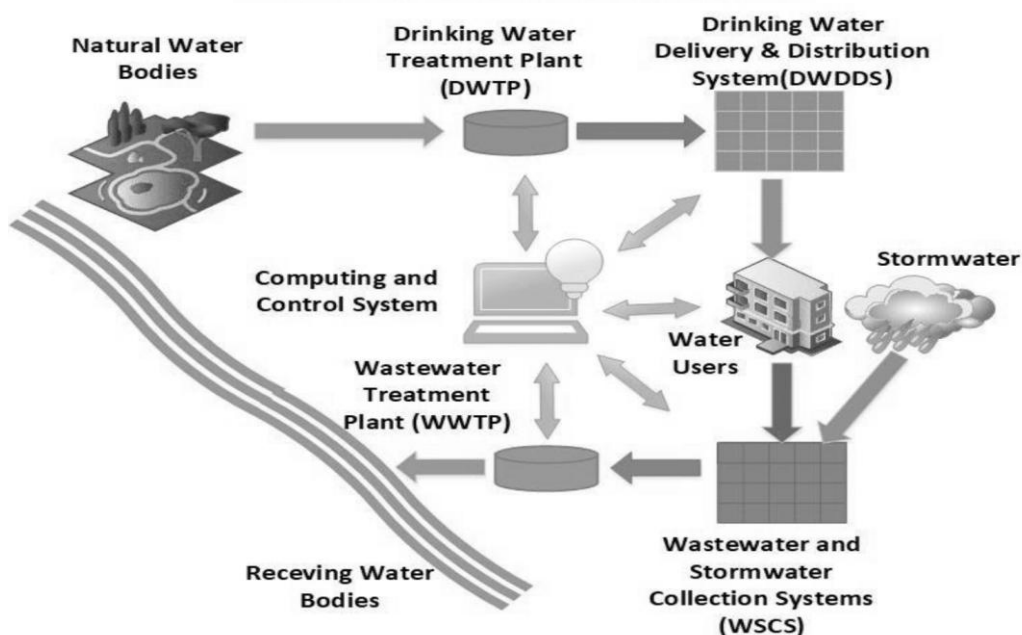 Natural Water
Bodies
Drinking Water
Treatment Plant
(DWTP)
Drinking Water
Delivery & Distribution
System(DWDDS)
Computing and
Control System
Stormwater
Water
Users
Wastewater
Treatment
Plant (WWTP)
Receving Water
Bodies
Wastewater and
Stormwater
Collection Systems
(WSCS)